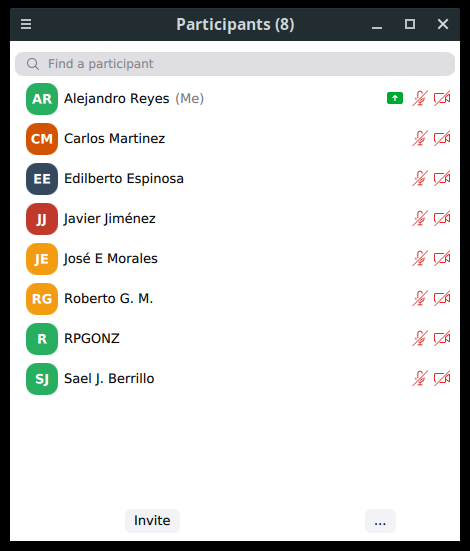 Participants (8)
Find a participant
AR Alejandro Reyes (Me)
CM Carlos Martinez
EE Edilberto Espinosa
JJ Javier Jiménez
JE José E Morales
RG Roberto G. M.
R RPGONZ
SJ Sael J. Berrillo
Invite ...